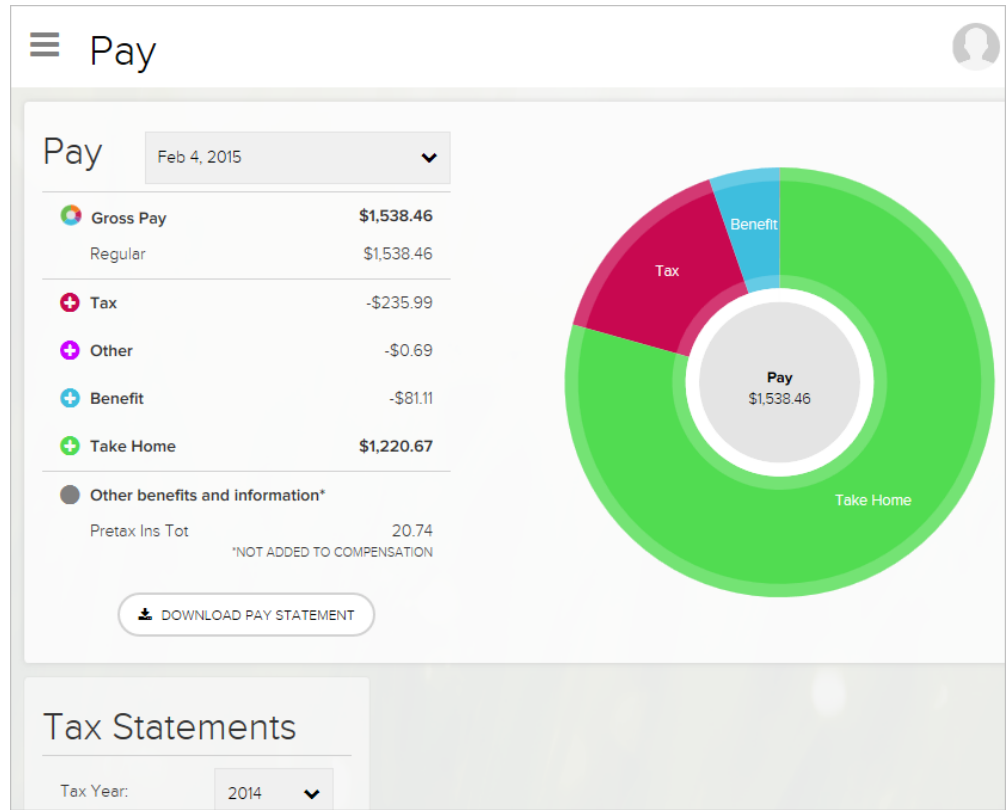 Pay
Pay Feb 4, 2015
Gross Pay $1,538.46
Regular $1,538.46
Tax -$235.99
Other -$0.69
Benefit -$81.11
Take Home $1,220.67
Other benefits and information*
Pretax Ins Tot 20.74
*NOT ADDED TO COMPENSATION
DOWNLOAD PAY STATEMENT
Benefit
Tax
Pay
$1,538.46
Take Home
Tax Statements
Tax Year: 2014